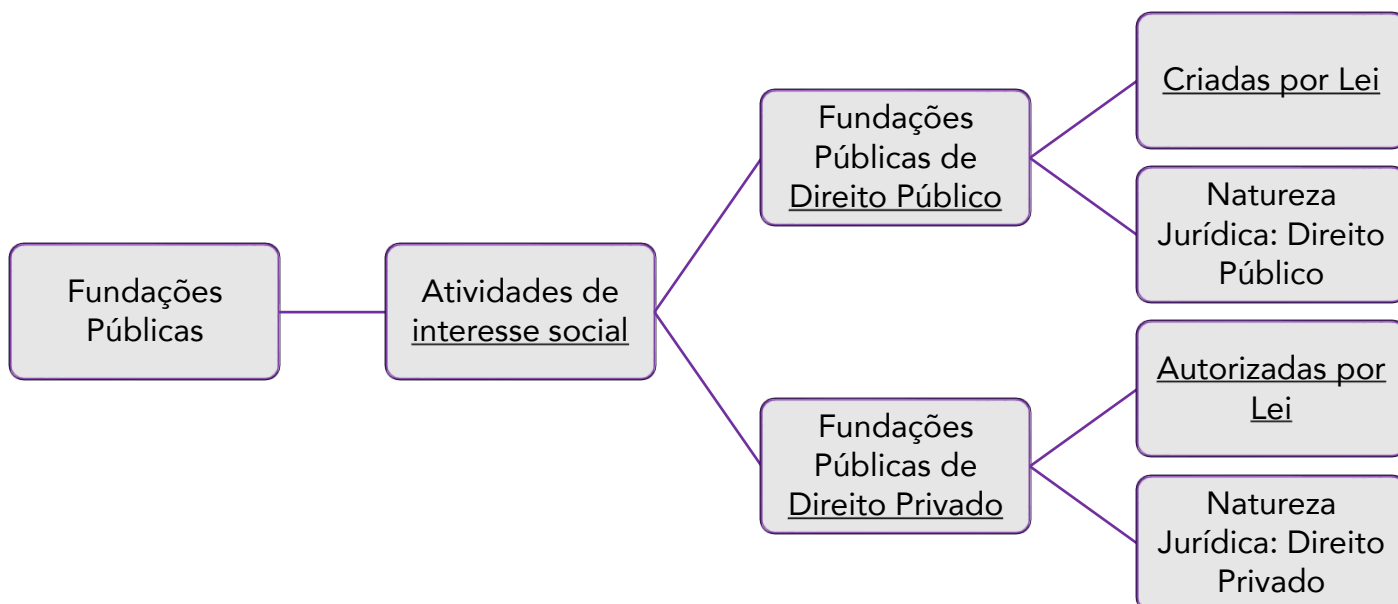 Fundações
Públicas
Atividades de
interesse social
Fundações
Públicas de
Direito Público
Criadas por Lei
Natureza
Jurídica: Direito
Público
Fundações
Públicas de
Direito Privado
Autorizadas por
Lei
Natureza
Jurídica: Direito
Privado